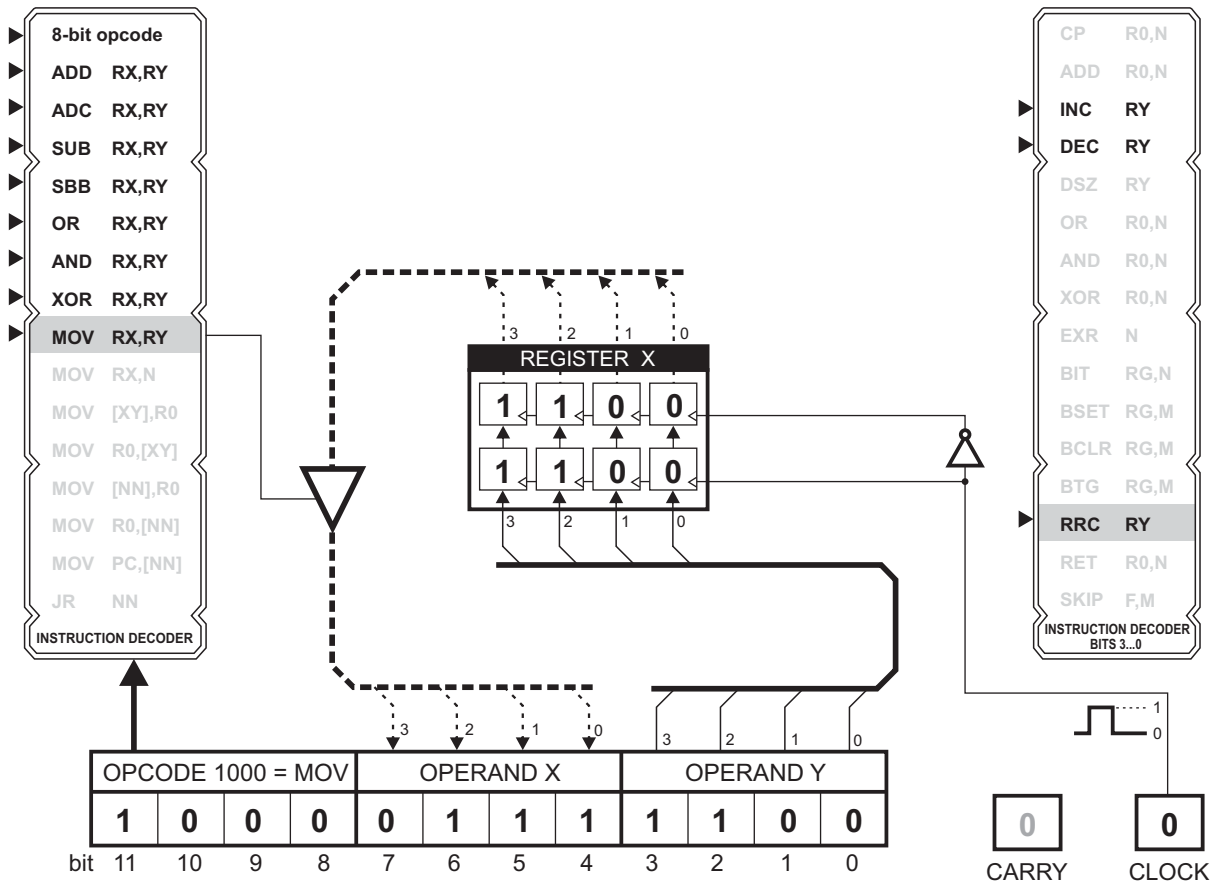 8-bit opcode
ADD RX,RY
ADC RX,RY
SUB RX,RY
SBB RX,RY
OR RX,RY
AND RX,RY
XOR RX,RY
MOV RX,RY
MOV RX,N
MOV [XY],R0
MOV R0,[XY]
MOV [NN],R0
MOV R0,[NN]
MOV PC,[NN]
JR NN
INSTRUCTION DECODER
3 2 1 0
REGISTER X
1 1 0 0
1 1 0 0
3 2 1 0
CP R0,N
ADD R0,N
INC RY
DEC RY
DSZ RY
OR R0,N
AND R0,N
XOR R0,N
EXR N
BIT RG,N
BSET RG,M
BCLR RG,M
BTG RG,M
RRC RY
RET R0,N
SKIP F,M
INSTRUCTION DECODER
BITS 3...0
1
0
3 2 1 0 3 2 1 0
OPCODE 1000 = MOV OPERAND X OPERAND Y
1 0 0 0 0 1 1 1 1 1 0 0
bit 11 10 9 8 7 6 5 4 3 2 1 0
0 0
CARRY CLOCK